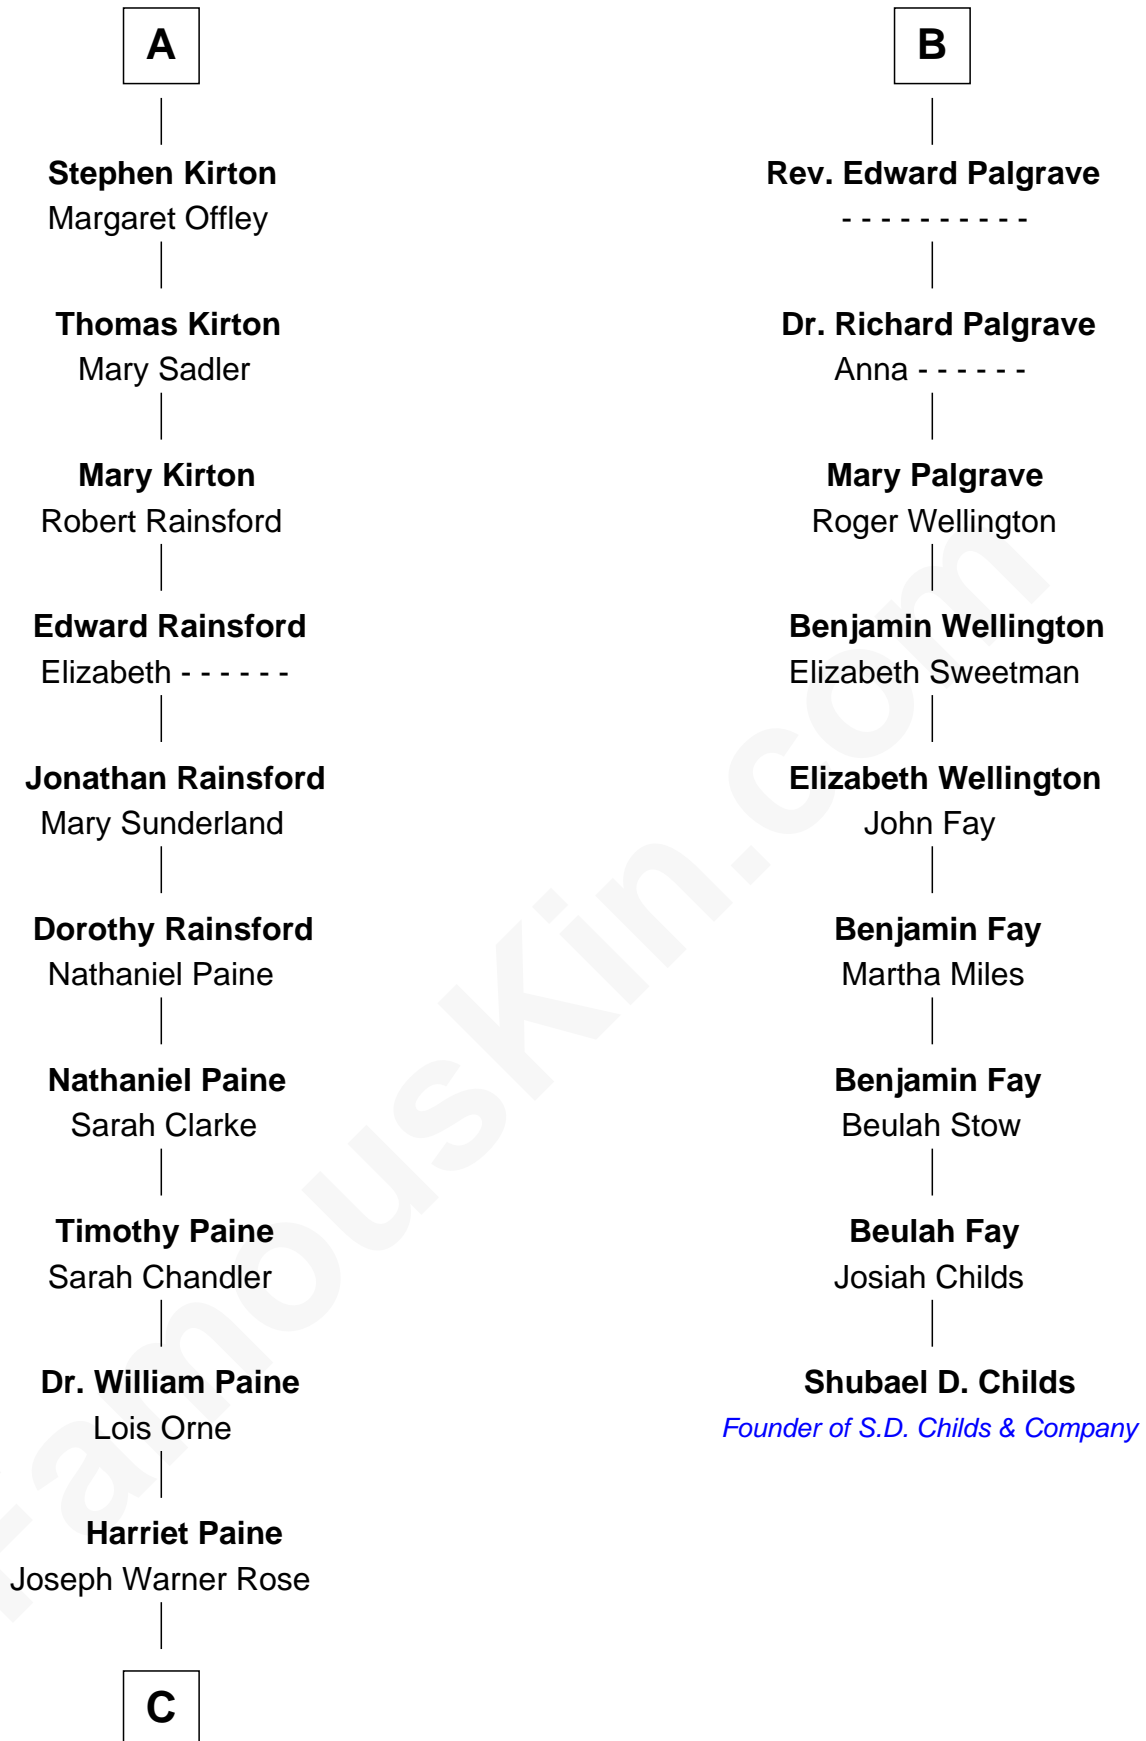 A
Stephen Kirton
Margaret Offley
Thomas Kirton
Mary Sadler
Mary Kirton
Robert Rainsford
Edward Rainsford
Elizabeth - - - - - -
Jonathan Rainsford
Mary Sunderland
Dorothy Rainsford
Nathaniel Paine
Nathaniel Paine
Sarah Clarke
Timothy Paine
Sarah Chandler
Dr. William Paine
Lois Orne
Harriet Paine
Joseph Warner Rose
C
B
Rev. Edward Palgrave
- - - - - - - - - -
Dr. Richard Palgrave
Anna - - - - - -
Mary Palgrave
Roger Wellington
Benjamin Wellington
Elizabeth Sweetman
Elizabeth Wellington
John Fay
Benjamin Fay
Martha Miles
Benjamin Fay
Beulah Stow
Beulah Fay
Josiah Childs
Shubael D. Childs
Founder of S.D. Childs & Company
FamousKin.com